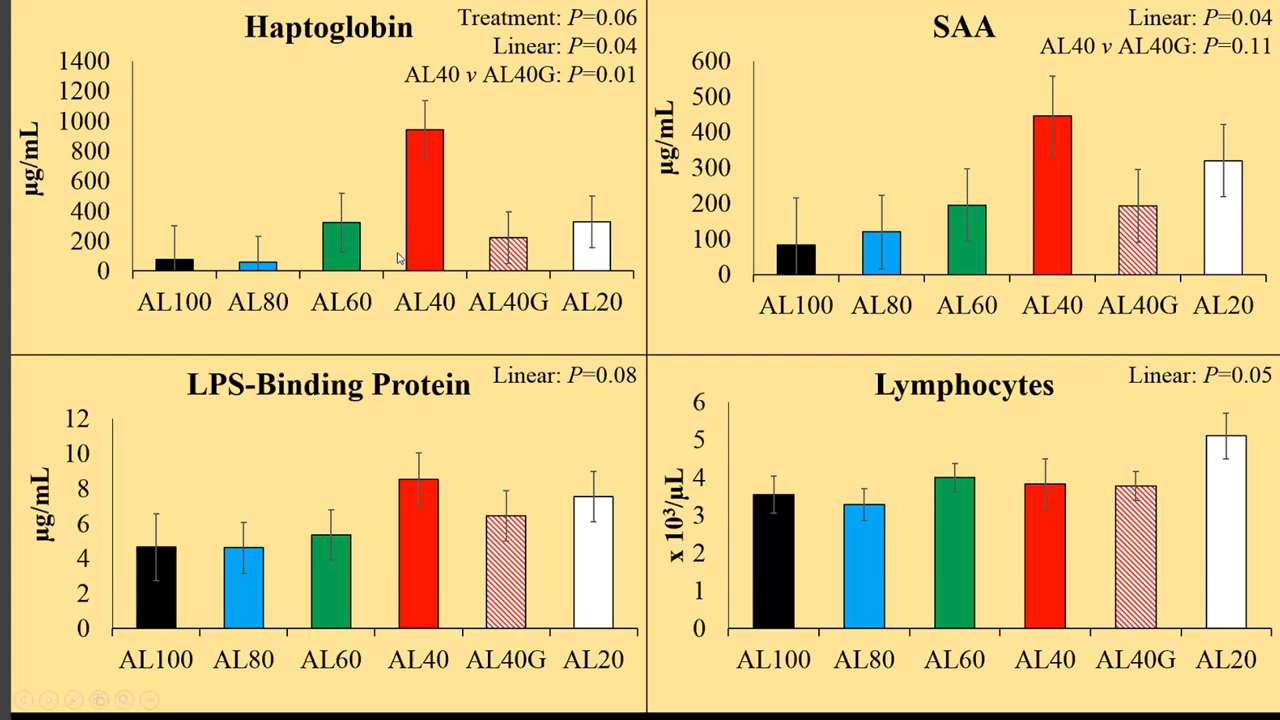 Haptoglobin
Treatment: P=0.06
Linear: P=0.04
AL40 v AL40G: P=0.01
µg/mL
1400
1200
1000
800
600
400
200
0
AL100 AL80 AL60 AL40 AL40G AL20
SAA
Linear: P=0.04
AL40 v AL40G: P=0.11
µg/mL
600
500
400
300
200
100
0
AL100 AL80 AL60 AL40 AL40G AL20
LPS-Binding Protein
Linear: P=0.08
µg/mL
12
10
8
6
4
2
0
AL100 AL80 AL60 AL40 AL40G AL20
Lymphocytes
Linear: P=0.05
x 10³/µL
6
5
4
3
2
1
0
AL100 AL80 AL60 AL40 AL40G AL20